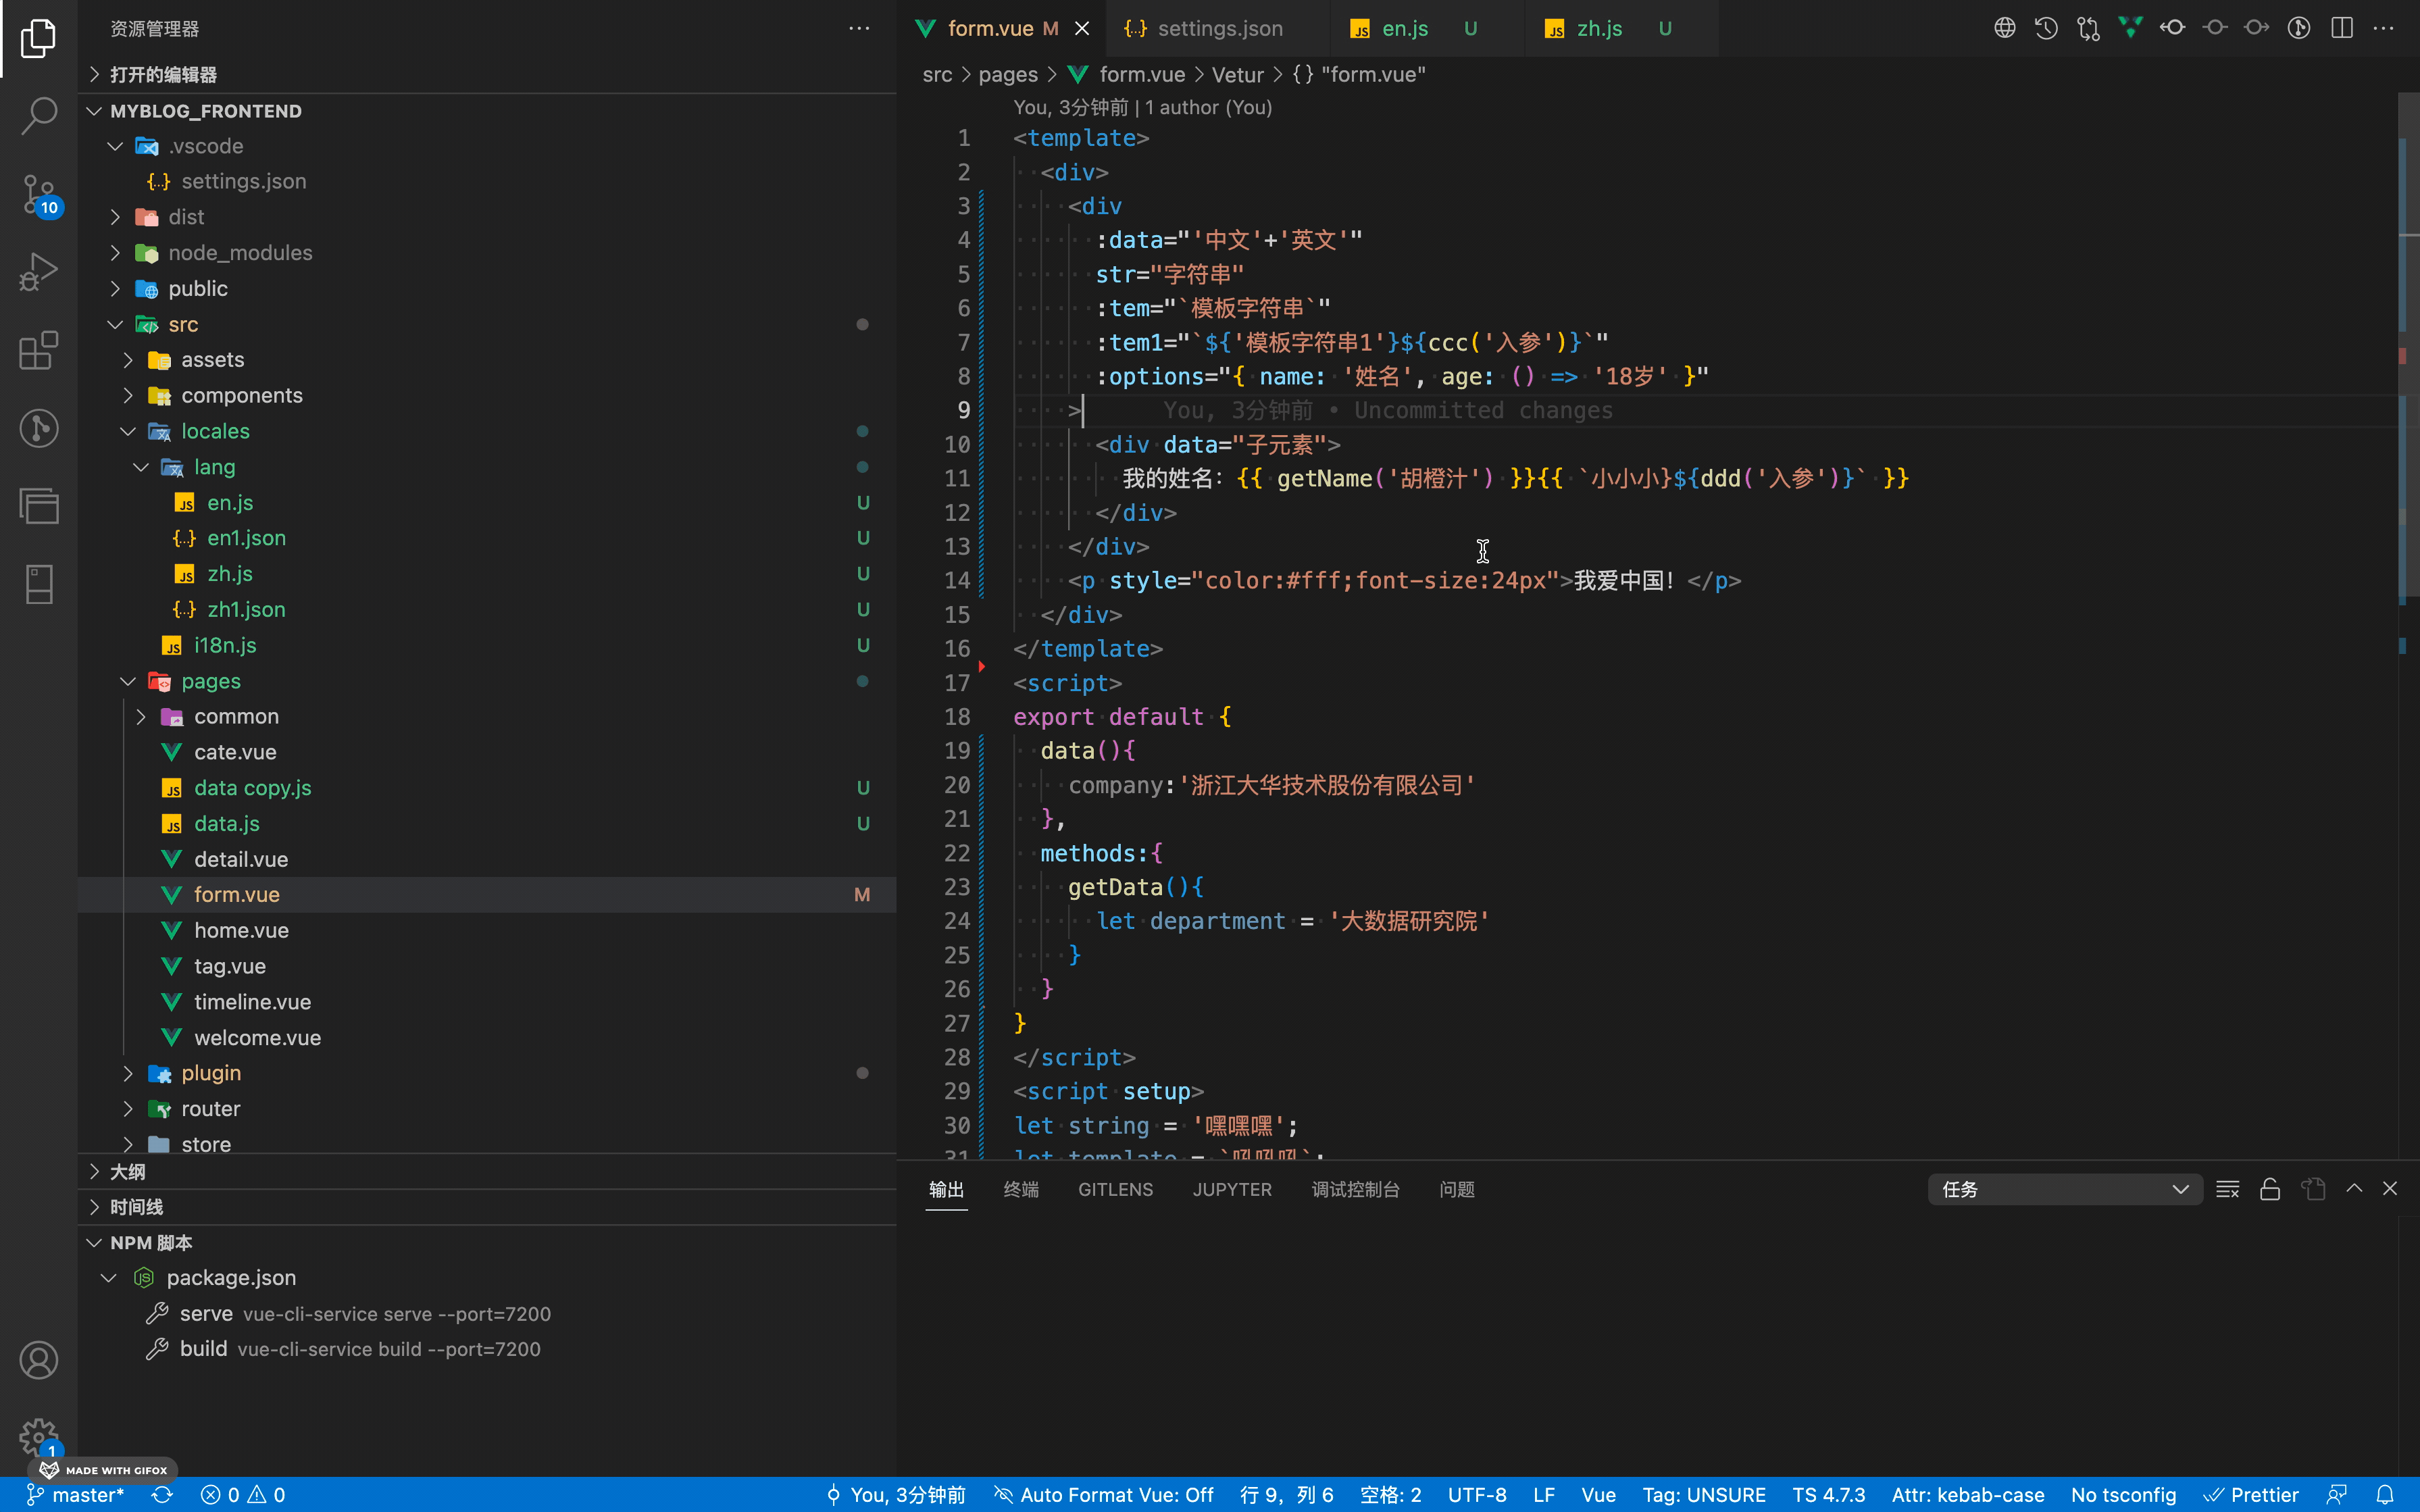 资源管理器
打开的编辑器
MYBLOG_FRONTEND
.vscode
{..} settings.json
dist
node_modules
public
src
assets
components
locales
lang
JS en.js U
{..} en1.json U
JS zh.js U
{..} zh1.json U
JS i18n.js U
pages
common
cate.vue
JS data copy.js U
JS data.js U
detail.vue
form.vue M
home.vue
tag.vue
timeline.vue
welcome.vue
plugin
router
store
大纲
时间线
NPM 脚本
package.json
serve vue-cli-service serve --port=7200
build vue-cli-service build --port=7200
10
1
MADE WITH GIFOX
form.vue M
{..} settings.json
JS en.js U
JS zh.js U
src > pages > form.vue > Vetur > {} "form.vue"
You, 3分钟前 | 1 author (You)
1 <template>
2 <div>
3 <div
4 :data="'中文'+'英文'"
5 str="字符串"
6 :tem="`模板字符串`"
7 :tem1="`${'模板字符串1'}${ccc('入参')}`"
8 :options="{ name: '姓名', age: () => '18岁' }"
9 > You, 3分钟前 • Uncommitted changes
10 <div data="子元素">
11 我的姓名：{{ getName('胡橙汁') }}{{ `小小小}${ddd('入参')}` }}
12 </div>
13 </div>
14 <p style="color:#fff;font-size:24px">我爱中国！</p>
15 </div>
16 </template>
17 <script>
18 export default {
19 data(){
20 company:'浙江大华技术股份有限公司'
21 },
22 methods:{
23 getData(){
24 let department = '大数据研究院'
25 }
26 }
27 }
28 </script>
29 <script setup>
30 let string = '嘿嘿嘿';
31 let template = `吼吼吼`;
输出 终端 GITLENS JUPYTER 调试控制台 问题
任务
master* 0 0
You, 3分钟前 Auto Format Vue: Off 行 9，列 6 空格: 2 UTF-8 LF Vue Tag: UNSURE TS 4.7.3 Attr: kebab-case No tsconfig Prettier